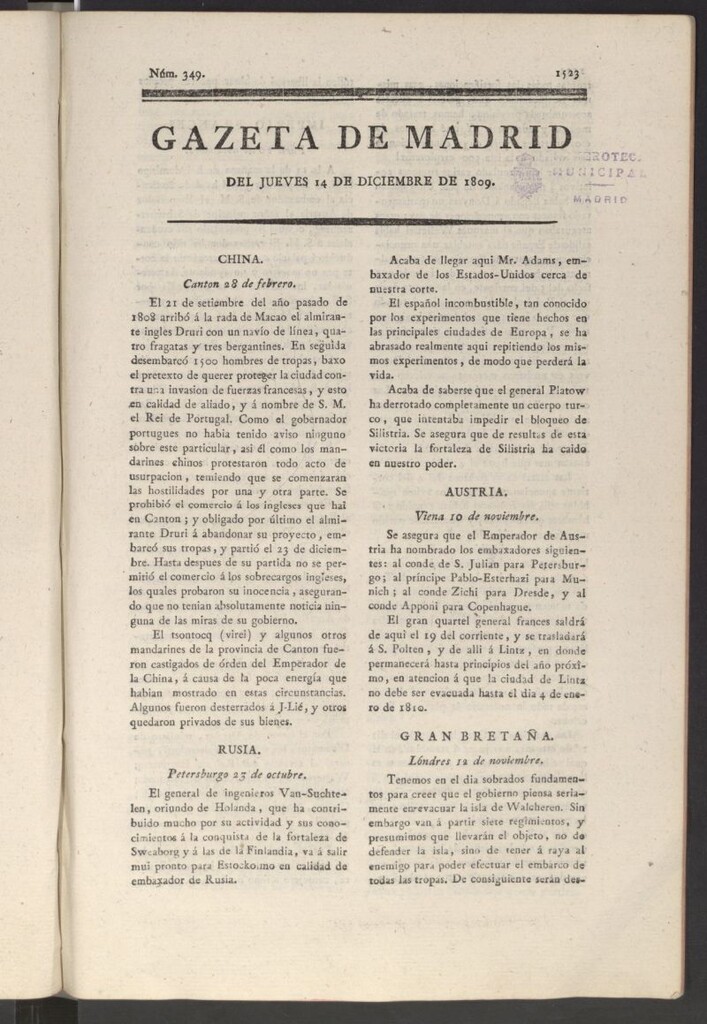 Núm. 349.
1523
GAZETA DE MADRID
DEL JUEVES 14 DE DICIEMBRE DE 1809.
MUNICIPAL
MADRID
CHINA.
Canton 28 de febrero.
El 21 de setiembre del año pasado de
1808 arribó á la rada de Macao el almiran-
te ingles Druri con un navío de línea, qua-
tro fragatas y tres bergantines. En seguida
desembarcó 1500 hombres de tropas, baxo
el pretexto de querer proteger la ciudad con-
tra una invasion de fuerzas francesas, y esto
en calidad de aliado, y á nombre de S. M.
el Rei de Portugal. Como el gobernador
portugues no habia tenido aviso ninguno
sobre este particular, asi él como los man-
darines chinos protestaron todo acto de
usurpacion, temiendo que se comenzaran
las hostilidades por una y otra parte. Se
prohibió el comercio á los ingleses que hai
en Canton; y obligado por último el almi-
rante Druri á abandonar su proyecto, em-
barcó sus tropas, y partió el 23 de diciem-
bre. Hasta despues de su partida no se per-
mitió el comercio á los sobrecargos ingleses,
los quales probaron su inocencia, aseguran-
do que no tenian absolutamente noticia nin-
guna de las miras de su gobierno.
El tsontocq (virei) y algunos otros
mandarines de la provincia de Canton fue-
ron castigados de órden del Emperador de
la China, á causa de la poca energía que
habian mostrado en estas circunstancias.
Algunos fueron desterrados á J-Lié, y otros
quedaron privados de sus bienes.
RUSIA.
Petersburgo 23 de octubre.
El general de ingenieros Van-Suchte-
len, oriundo de Holanda, que ha contri-
buido mucho por su actividad y sus cono-
cimientos á la conquista de la fortaleza de
Sweaborg y á las de la Finlandia, va á salir
mui pronto para Estockolmo en calidad de
embaxador de Rusia.
Acaba de llegar aqui Mr. Adams, em-
baxador de los Estados-Unidos cerca de
nuestra corte.
El español incombustible, tan conocido
por los experimentos que tiene hechos en
las principales ciudades de Europa, se ha
abrasado realmente aqui repitiendo los mis-
mos experimentos, de modo que perderá la
vida.
Acaba de saberse que el general Platow
ha derrotado completamente un cuerpo tur-
co, que intentaba impedir el bloqueo de
Silistria. Se asegura que de resultas de esta
victoria la fortaleza de Silistria ha caido
en nuestro poder.
AUSTRIA.
Viena 10 de noviembre.
Se asegura que el Emperador de Aus-
tria ha nombrado los embaxadores siguien-
tes: al conde de S. Julian para Petersbur-
go; al príncipe Pablo-Esterhazi para Mu-
nich; al conde Zichi para Dresde, y al
conde Apponi para Copenhague.
El gran quartel general frances saldrá
de aqui el 19 del corriente, y se trasladará
á S. Polten, y de alli á Lintz, en donde
permanecerá hasta principios del año próxi-
mo, en atencion á que la ciudad de Lintz
no debe ser evacuada hasta el dia 4 de ene-
ro de 1810.
GRAN BRETAÑA.
Lóndres 12 de noviembre.
Tenemos en el dia sobrados fundamen-
tos para creer que el gobierno piensa seria-
mente en evacuar la isla de Walcheren. Sin
embargo van á partir siete regimientos, y
presumimos que llevarán el objeto, no de
defender la isla, sino de tener á raya al
enemigo para poder efectuar el embarco de
todas las tropas. De consiguiente serán des-